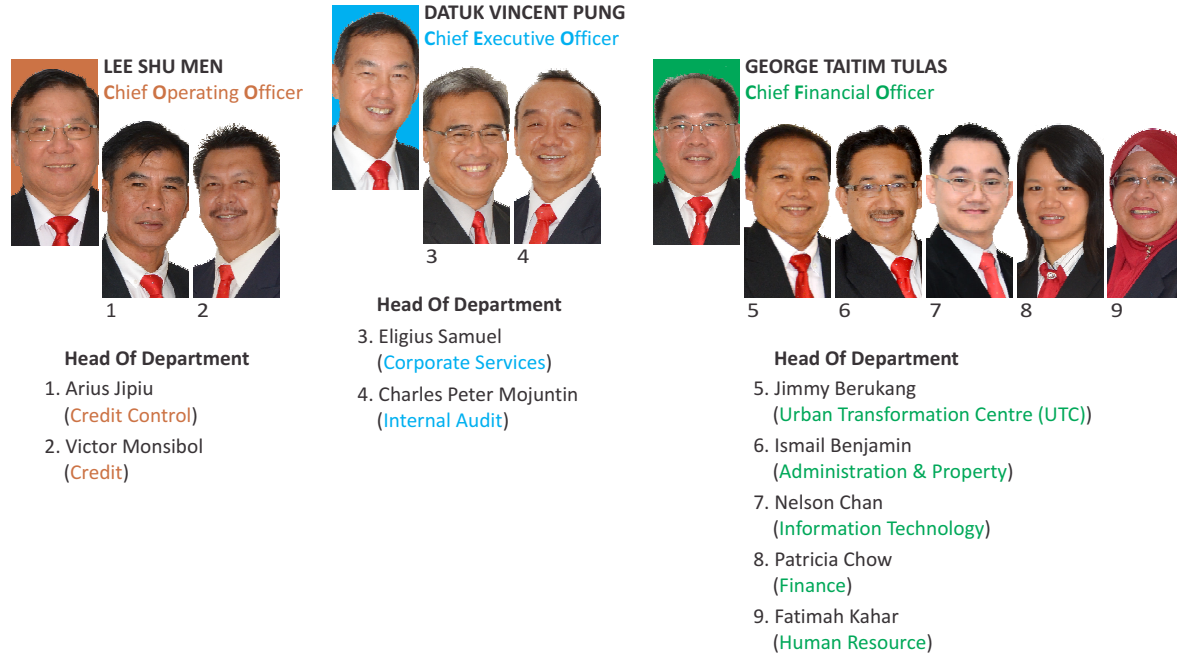 LEE SHU MEN
Chief Operating Officer
1 2
Head Of Department
1. Arius Jipiu
(Credit Control)
2. Victor Monsibol
(Credit)
DATUK VINCENT PUNG
Chief Executive Officer
3 4
Head Of Department
3. Eligius Samuel
(Corporate Services)
4. Charles Peter Mojuntin
(Internal Audit)
GEORGE TAITIM TULAS
Chief Financial Officer
5 6 7 8 9
Head Of Department
5. Jimmy Berukang
(Urban Transformation Centre (UTC))
6. Ismail Benjamin
(Administration & Property)
7. Nelson Chan
(Information Technology)
8. Patricia Chow
(Finance)
9. Fatimah Kahar
(Human Resource)